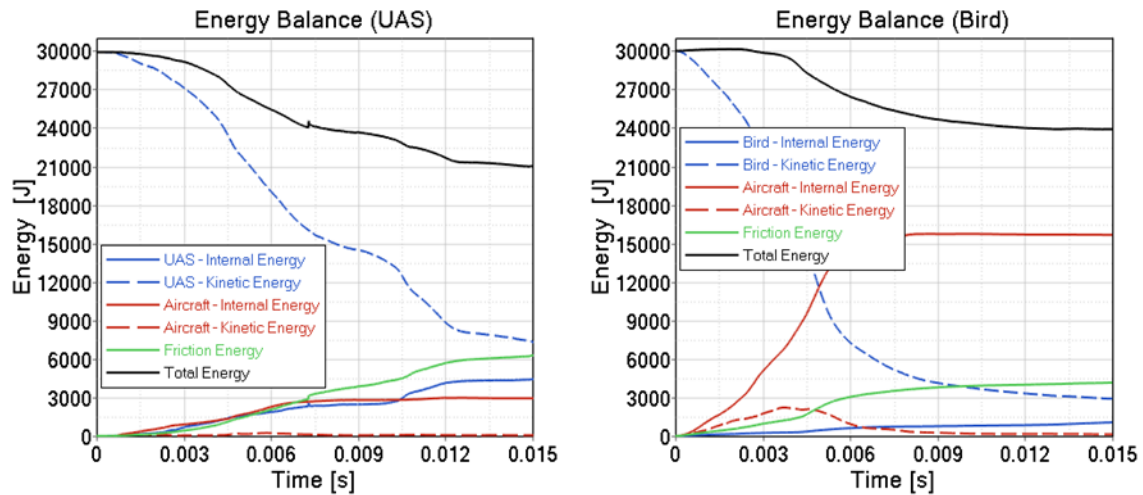 Energy Balance (UAS)
Energy [J]
30000
27000
24000
21000
18000
15000
12000
9000
6000
3000
0
UAS - Internal Energy
UAS - Kinetic Energy
Aircraft - Internal Energy
Aircraft - Kinetic Energy
Friction Energy
Total Energy
0 0.003 0.006 0.009 0.012 0.015
Time [s]
Energy Balance (Bird)
Energy [J]
30000
27000
24000
21000
18000
15000
12000
9000
6000
3000
0
Bird - Internal Energy
Bird - Kinetic Energy
Aircraft - Internal Energy
Aircraft - Kinetic Energy
Friction Energy
Total Energy
0 0.003 0.006 0.009 0.012 0.015
Time [s]